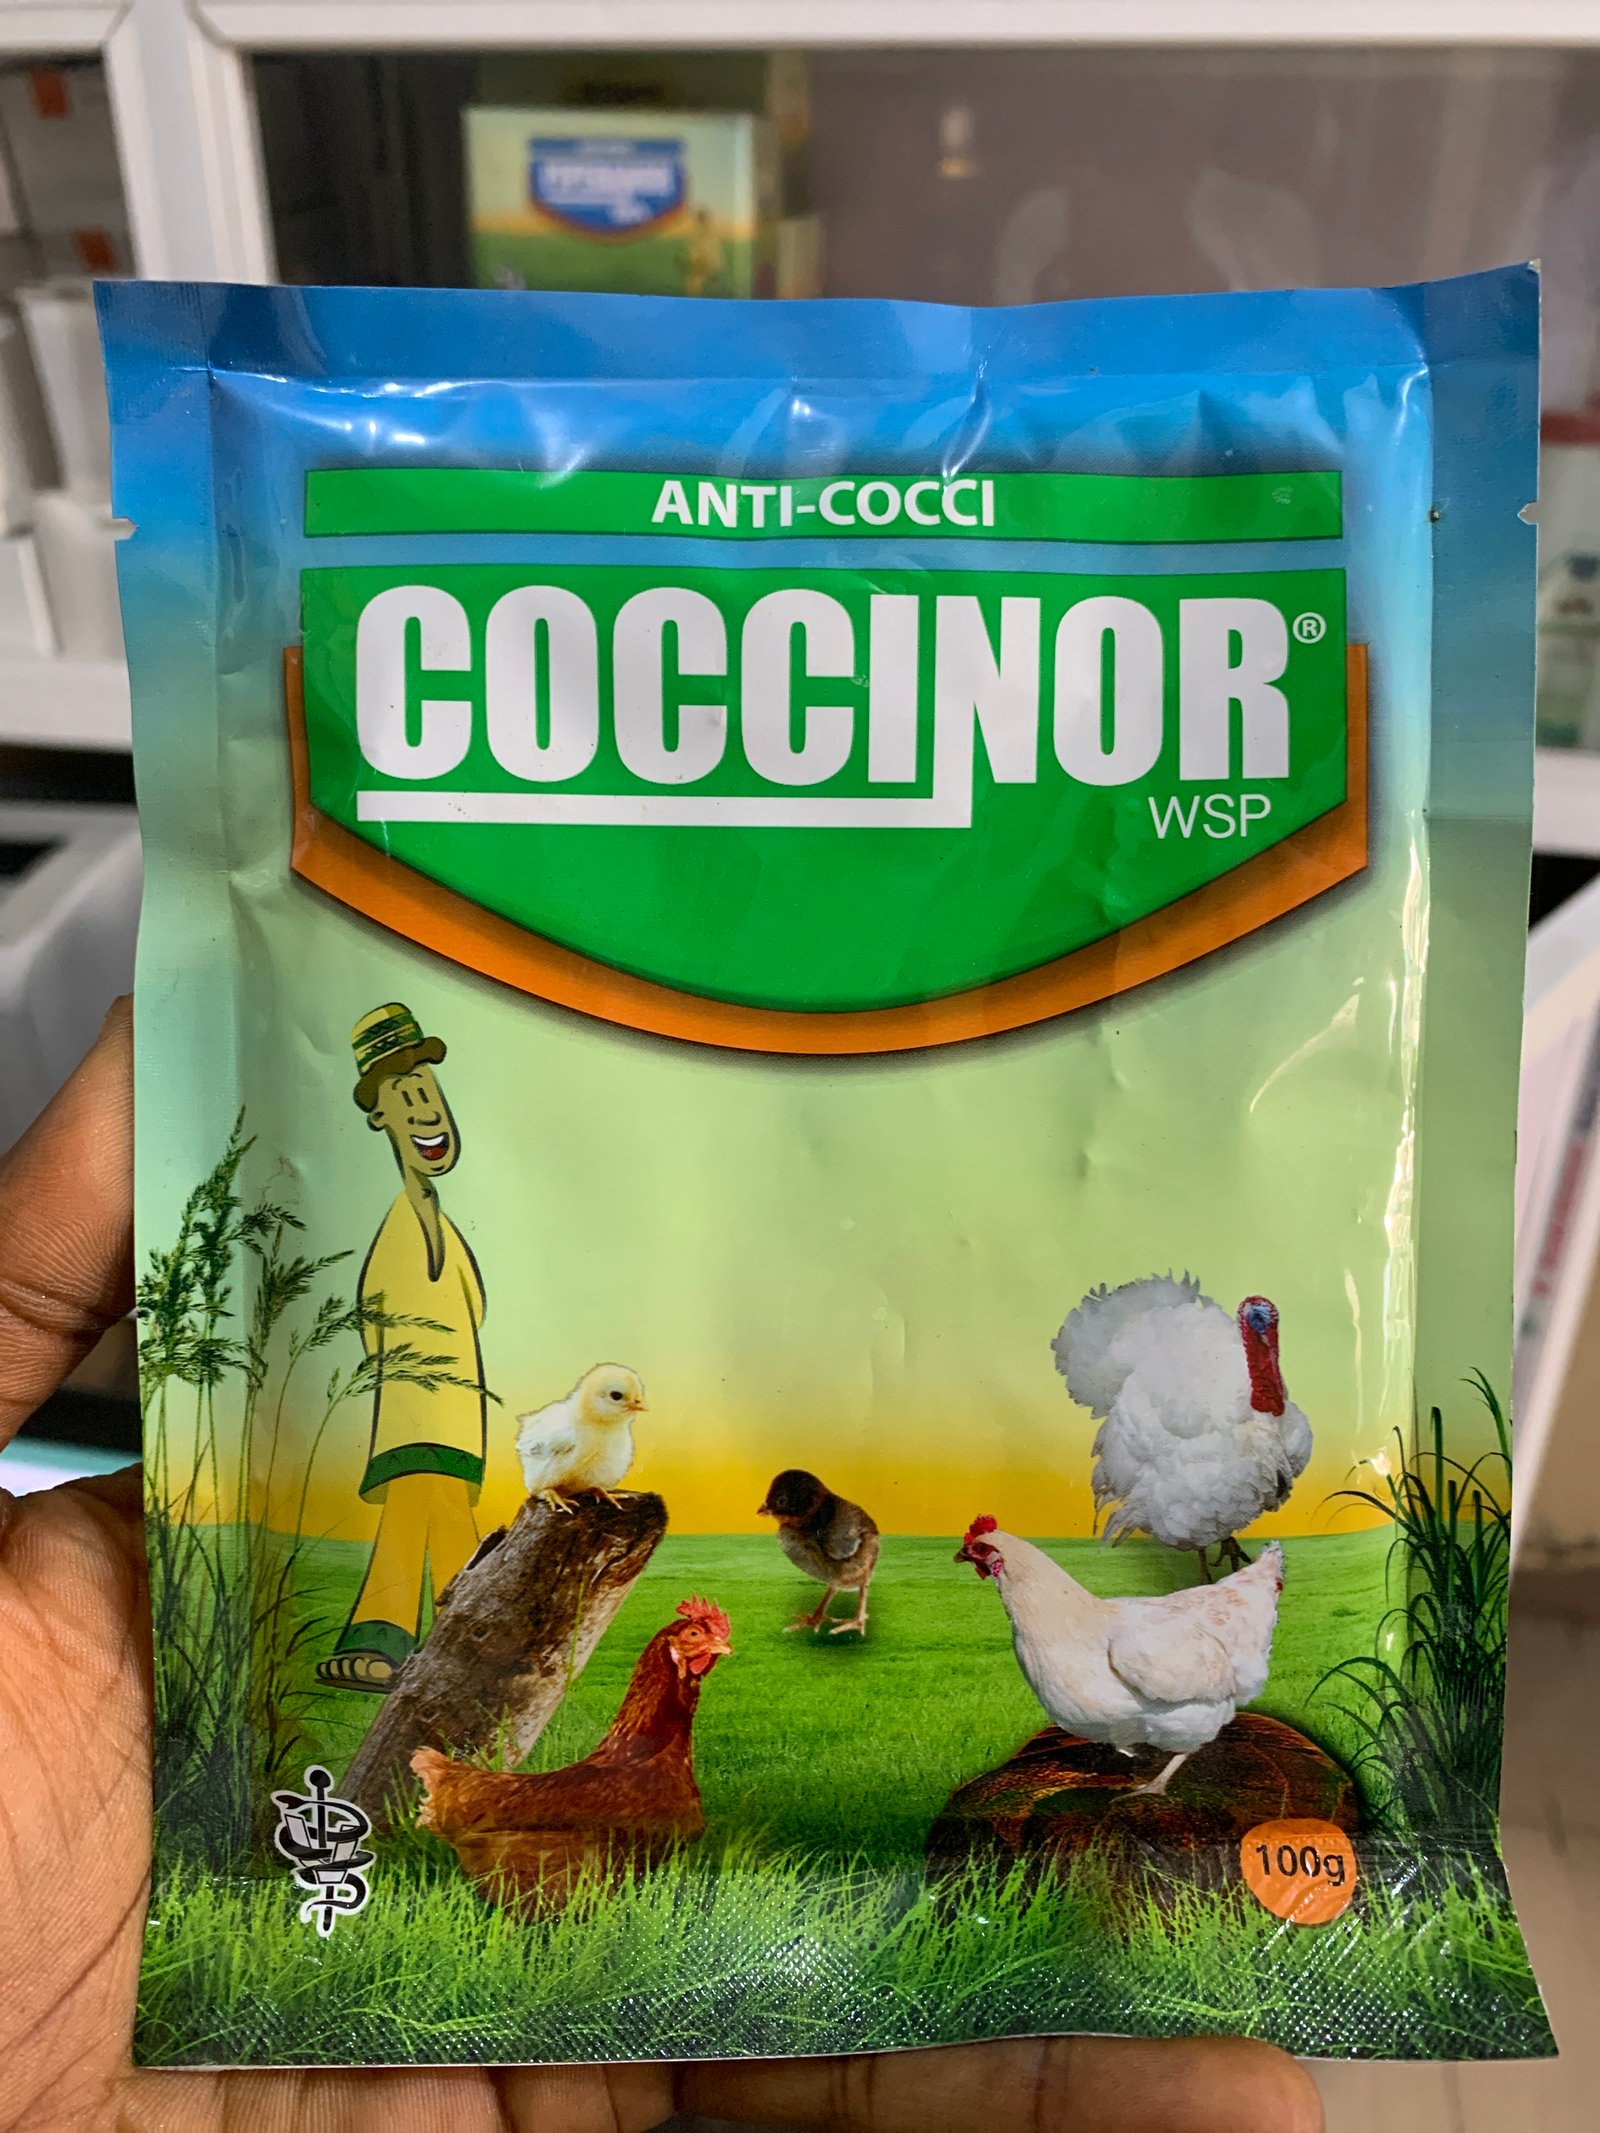 ANTI-COCCI
COCCINOR®
WSP
100g